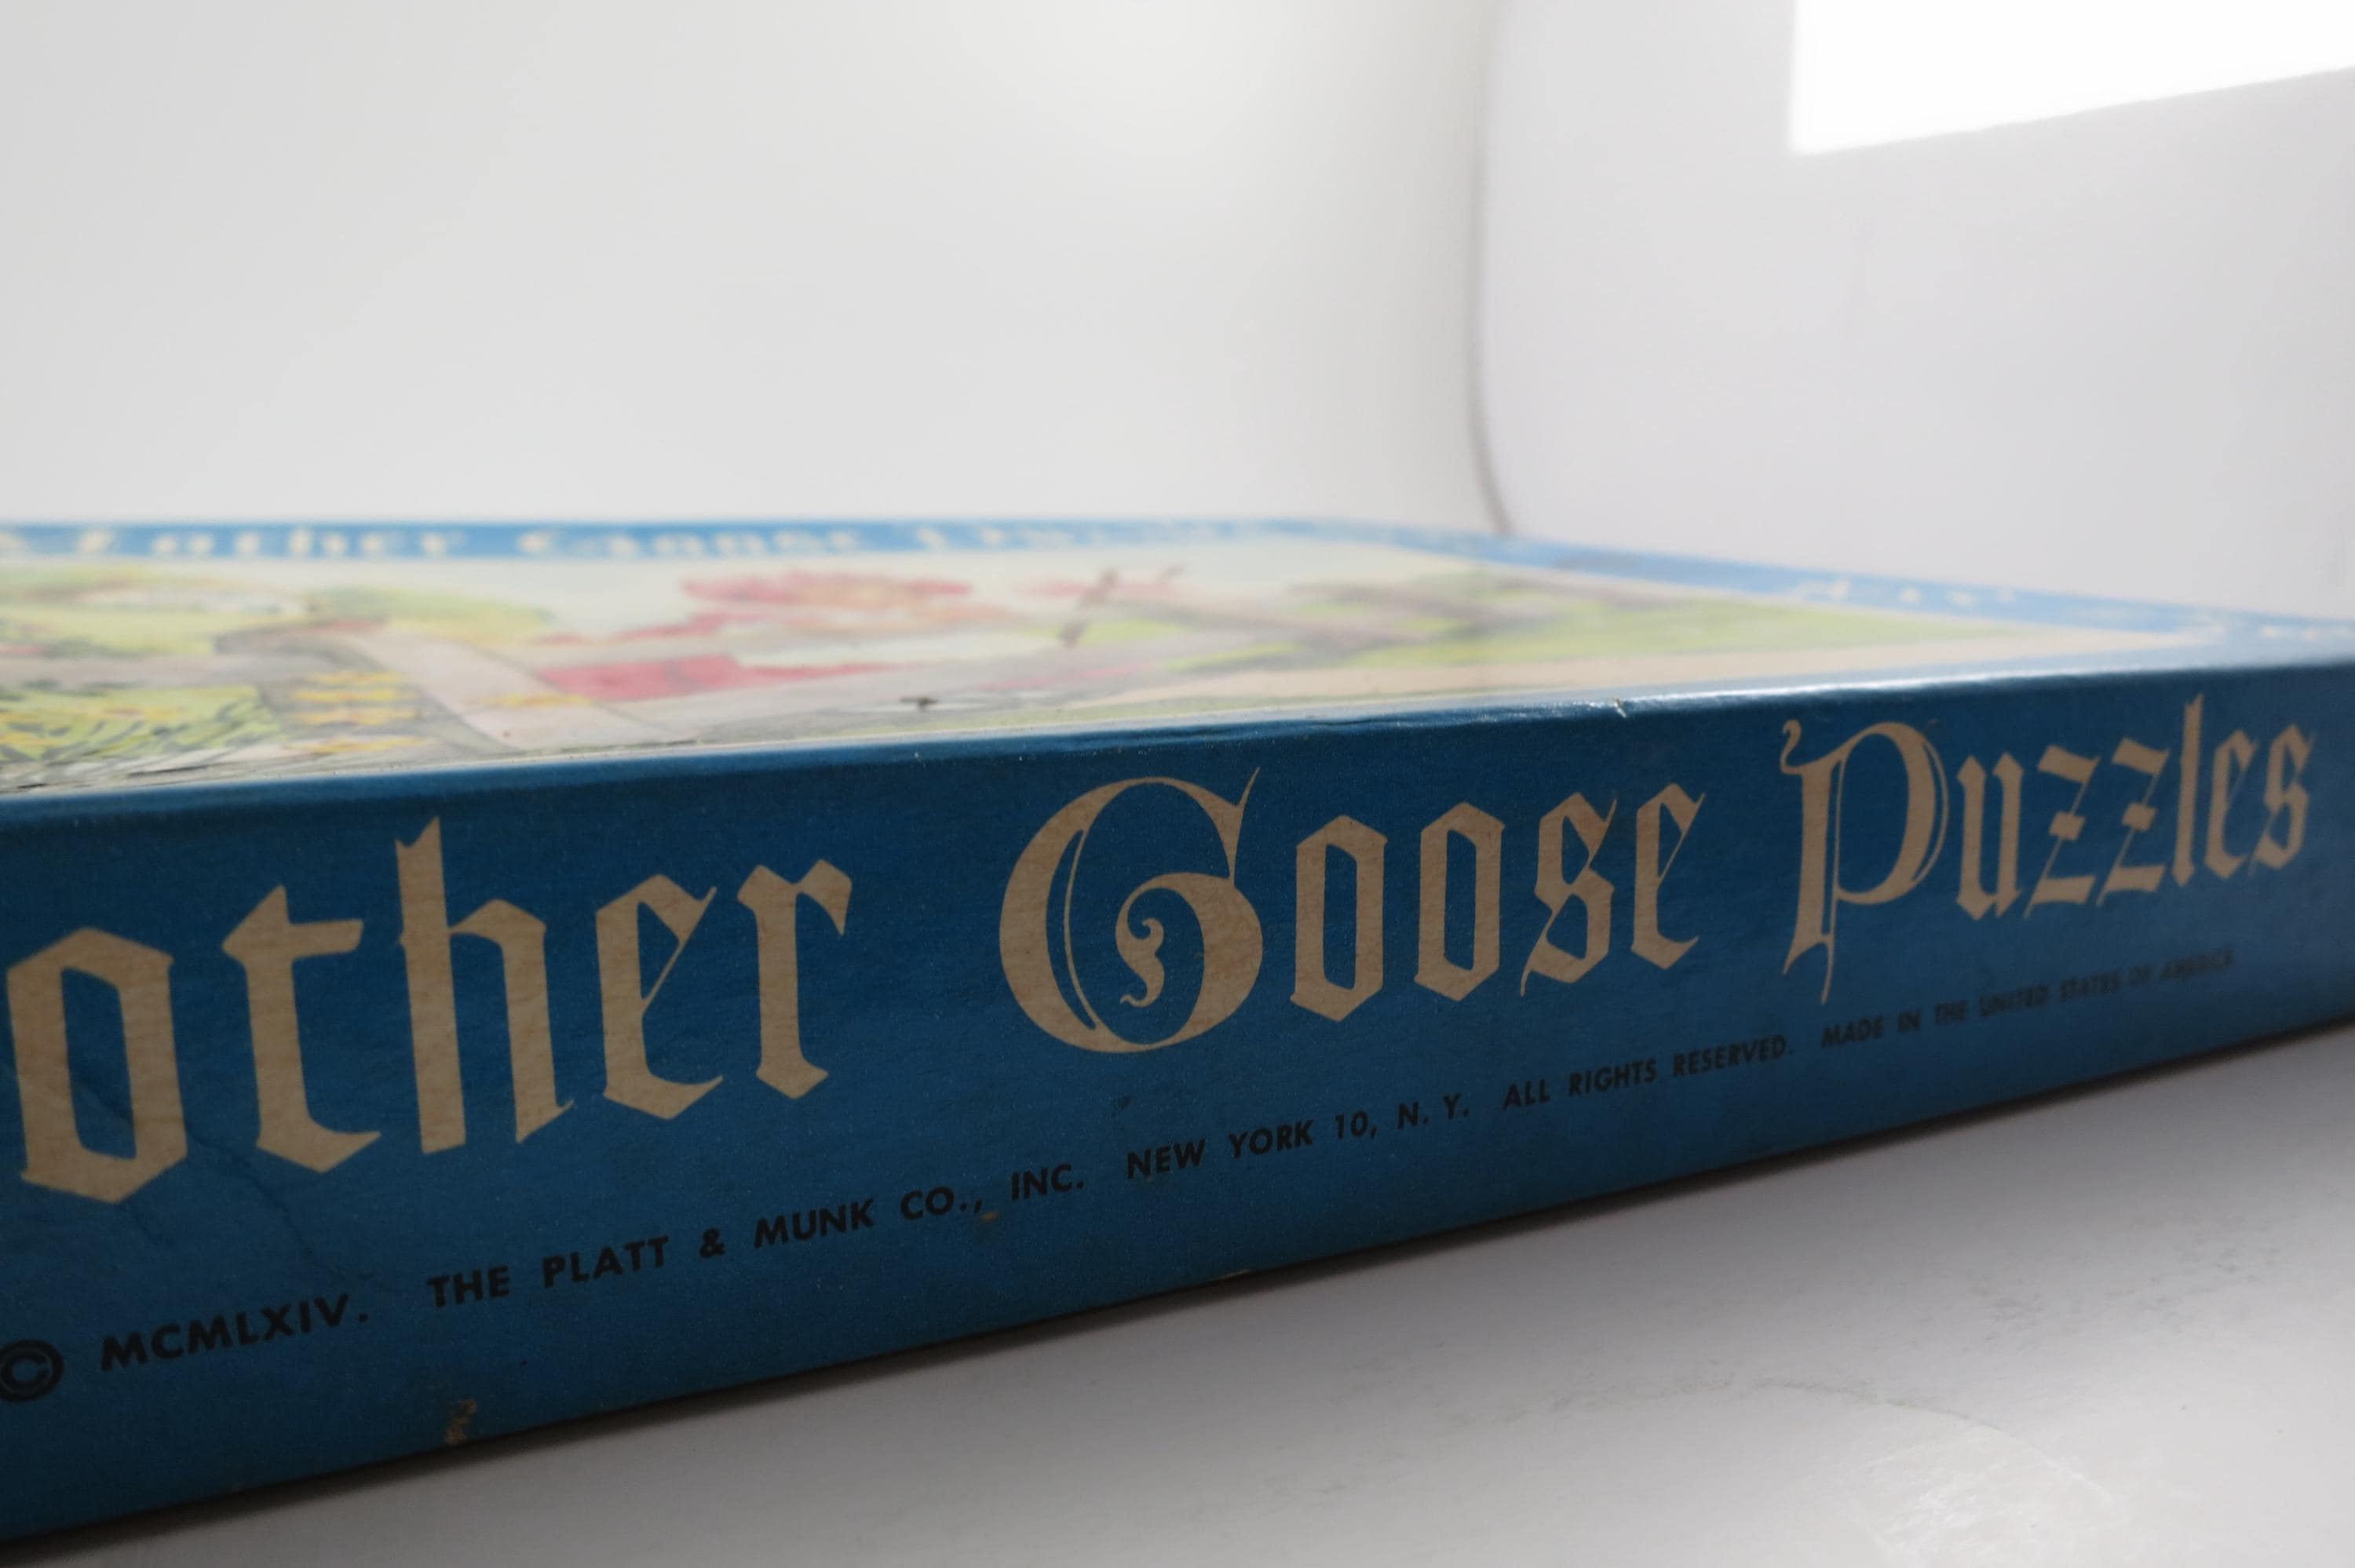 other Goose Puzzles
© MCMLXIV. THE PLATT & MUNK CO., INC. NEW YORK 10, N. Y. ALL RIGHTS RESERVED. MADE IN THE UNITED STATES OF AMERICA